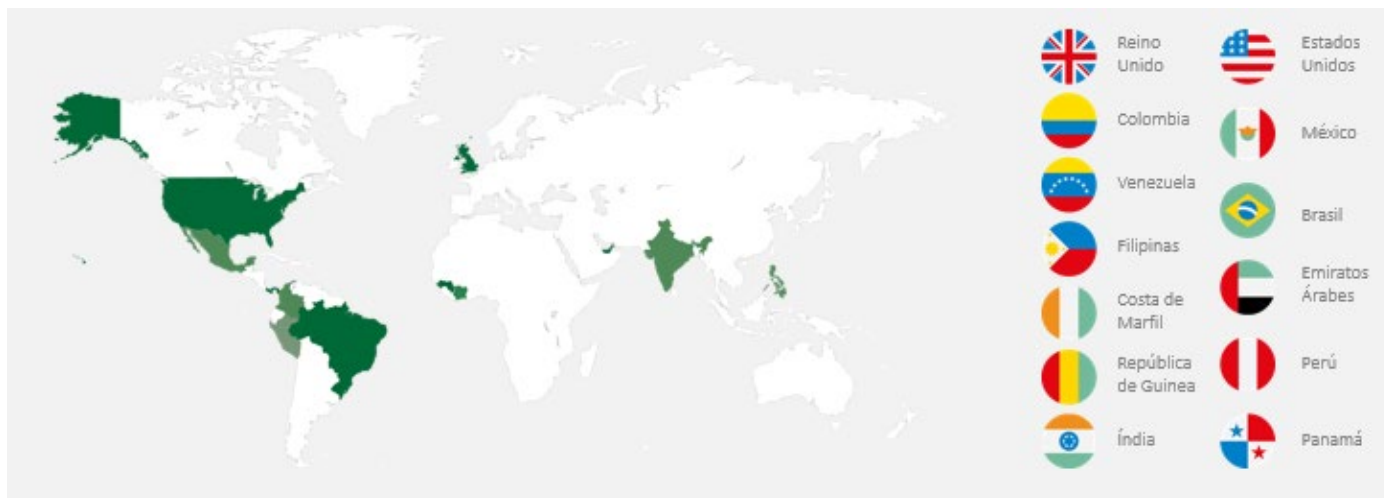 Reino
Unido
Colombia
Venezuela
Filipinas
Costa de
Marfil
República
de Guinea
Índia
Estados
Unidos
México
Brasil
Emiratos
Árabes
Perú
Panamá